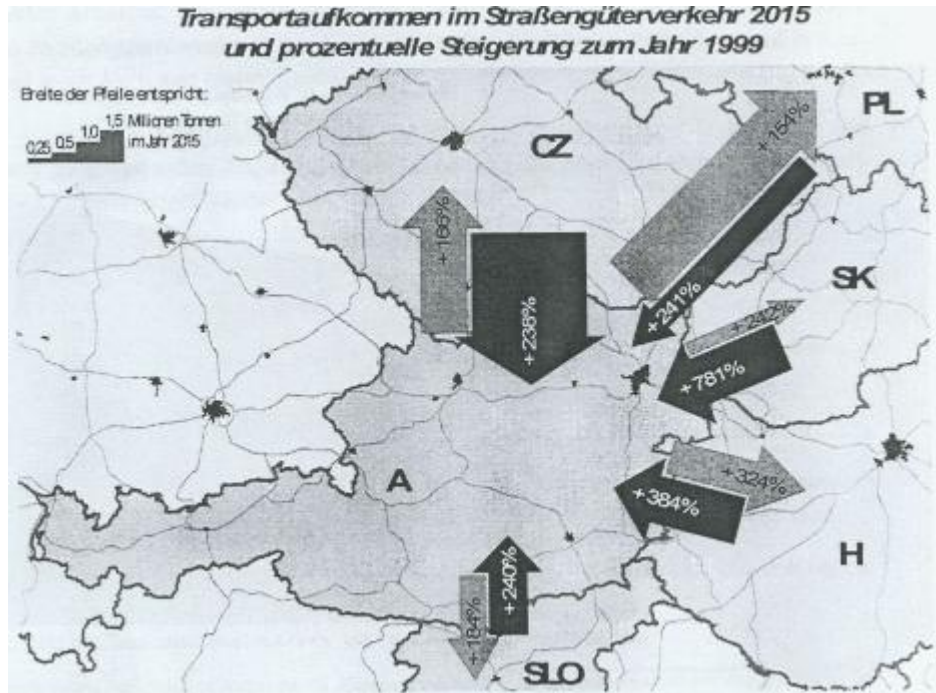 Transportaufkommen im Straßengüterverkehr 2015
und prozentuelle Steigerung zum Jahr 1999
Breite der Pfeile entspricht:
1,5 Millionen Tonnen
1,0
0,5
0,25
im Jahr 2015
PL
CZ
+154%
+166%
SK
+241%
+242%
+238%
+781%
+324%
A
+384%
H
+240%
+184%
SLO